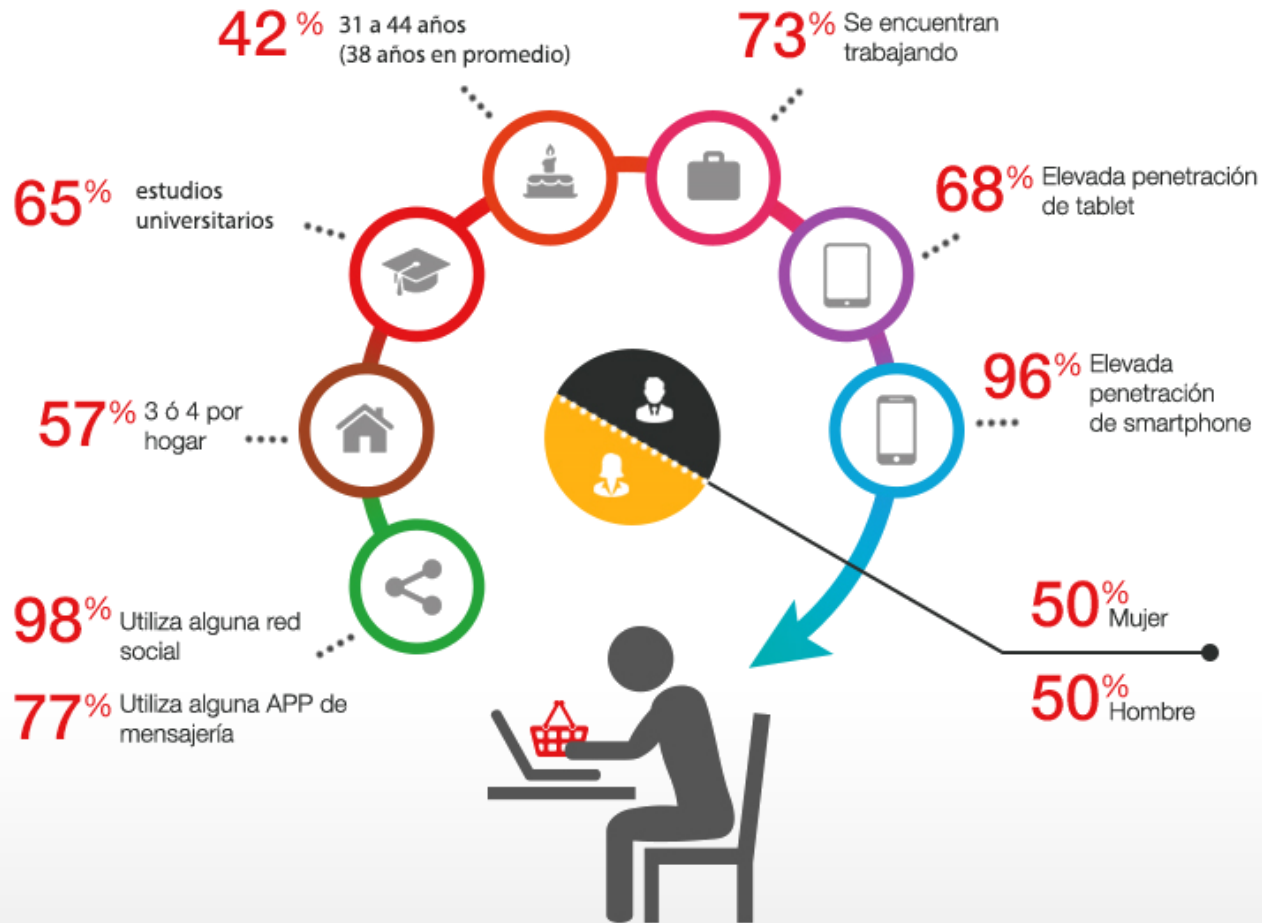 42% 31 a 44 años
(38 años en promedio)
73% Se encuentran
trabajando
65% estudios
universitarios
68% Elevada penetración
de tablet
57% 3 ó 4 por
hogar
96% Elevada
penetración
de smartphone
98% Utiliza alguna red
social
77% Utiliza alguna APP de
mensajería
50% Mujer
50% Hombre